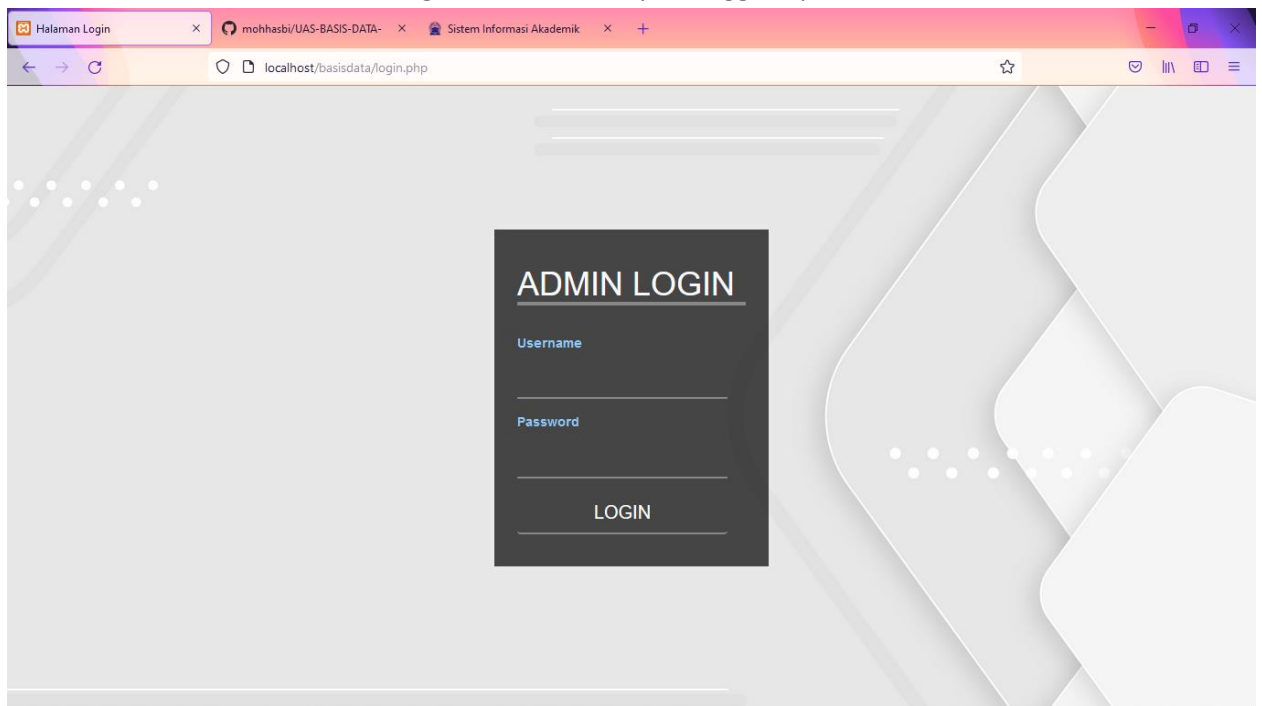 Halaman Login
mohhasbi/UAS-BASIS-DATA-
Sistem Informasi Akademik
localhost/basisdata/login.php
ADMIN LOGIN
Username
Password
LOGIN